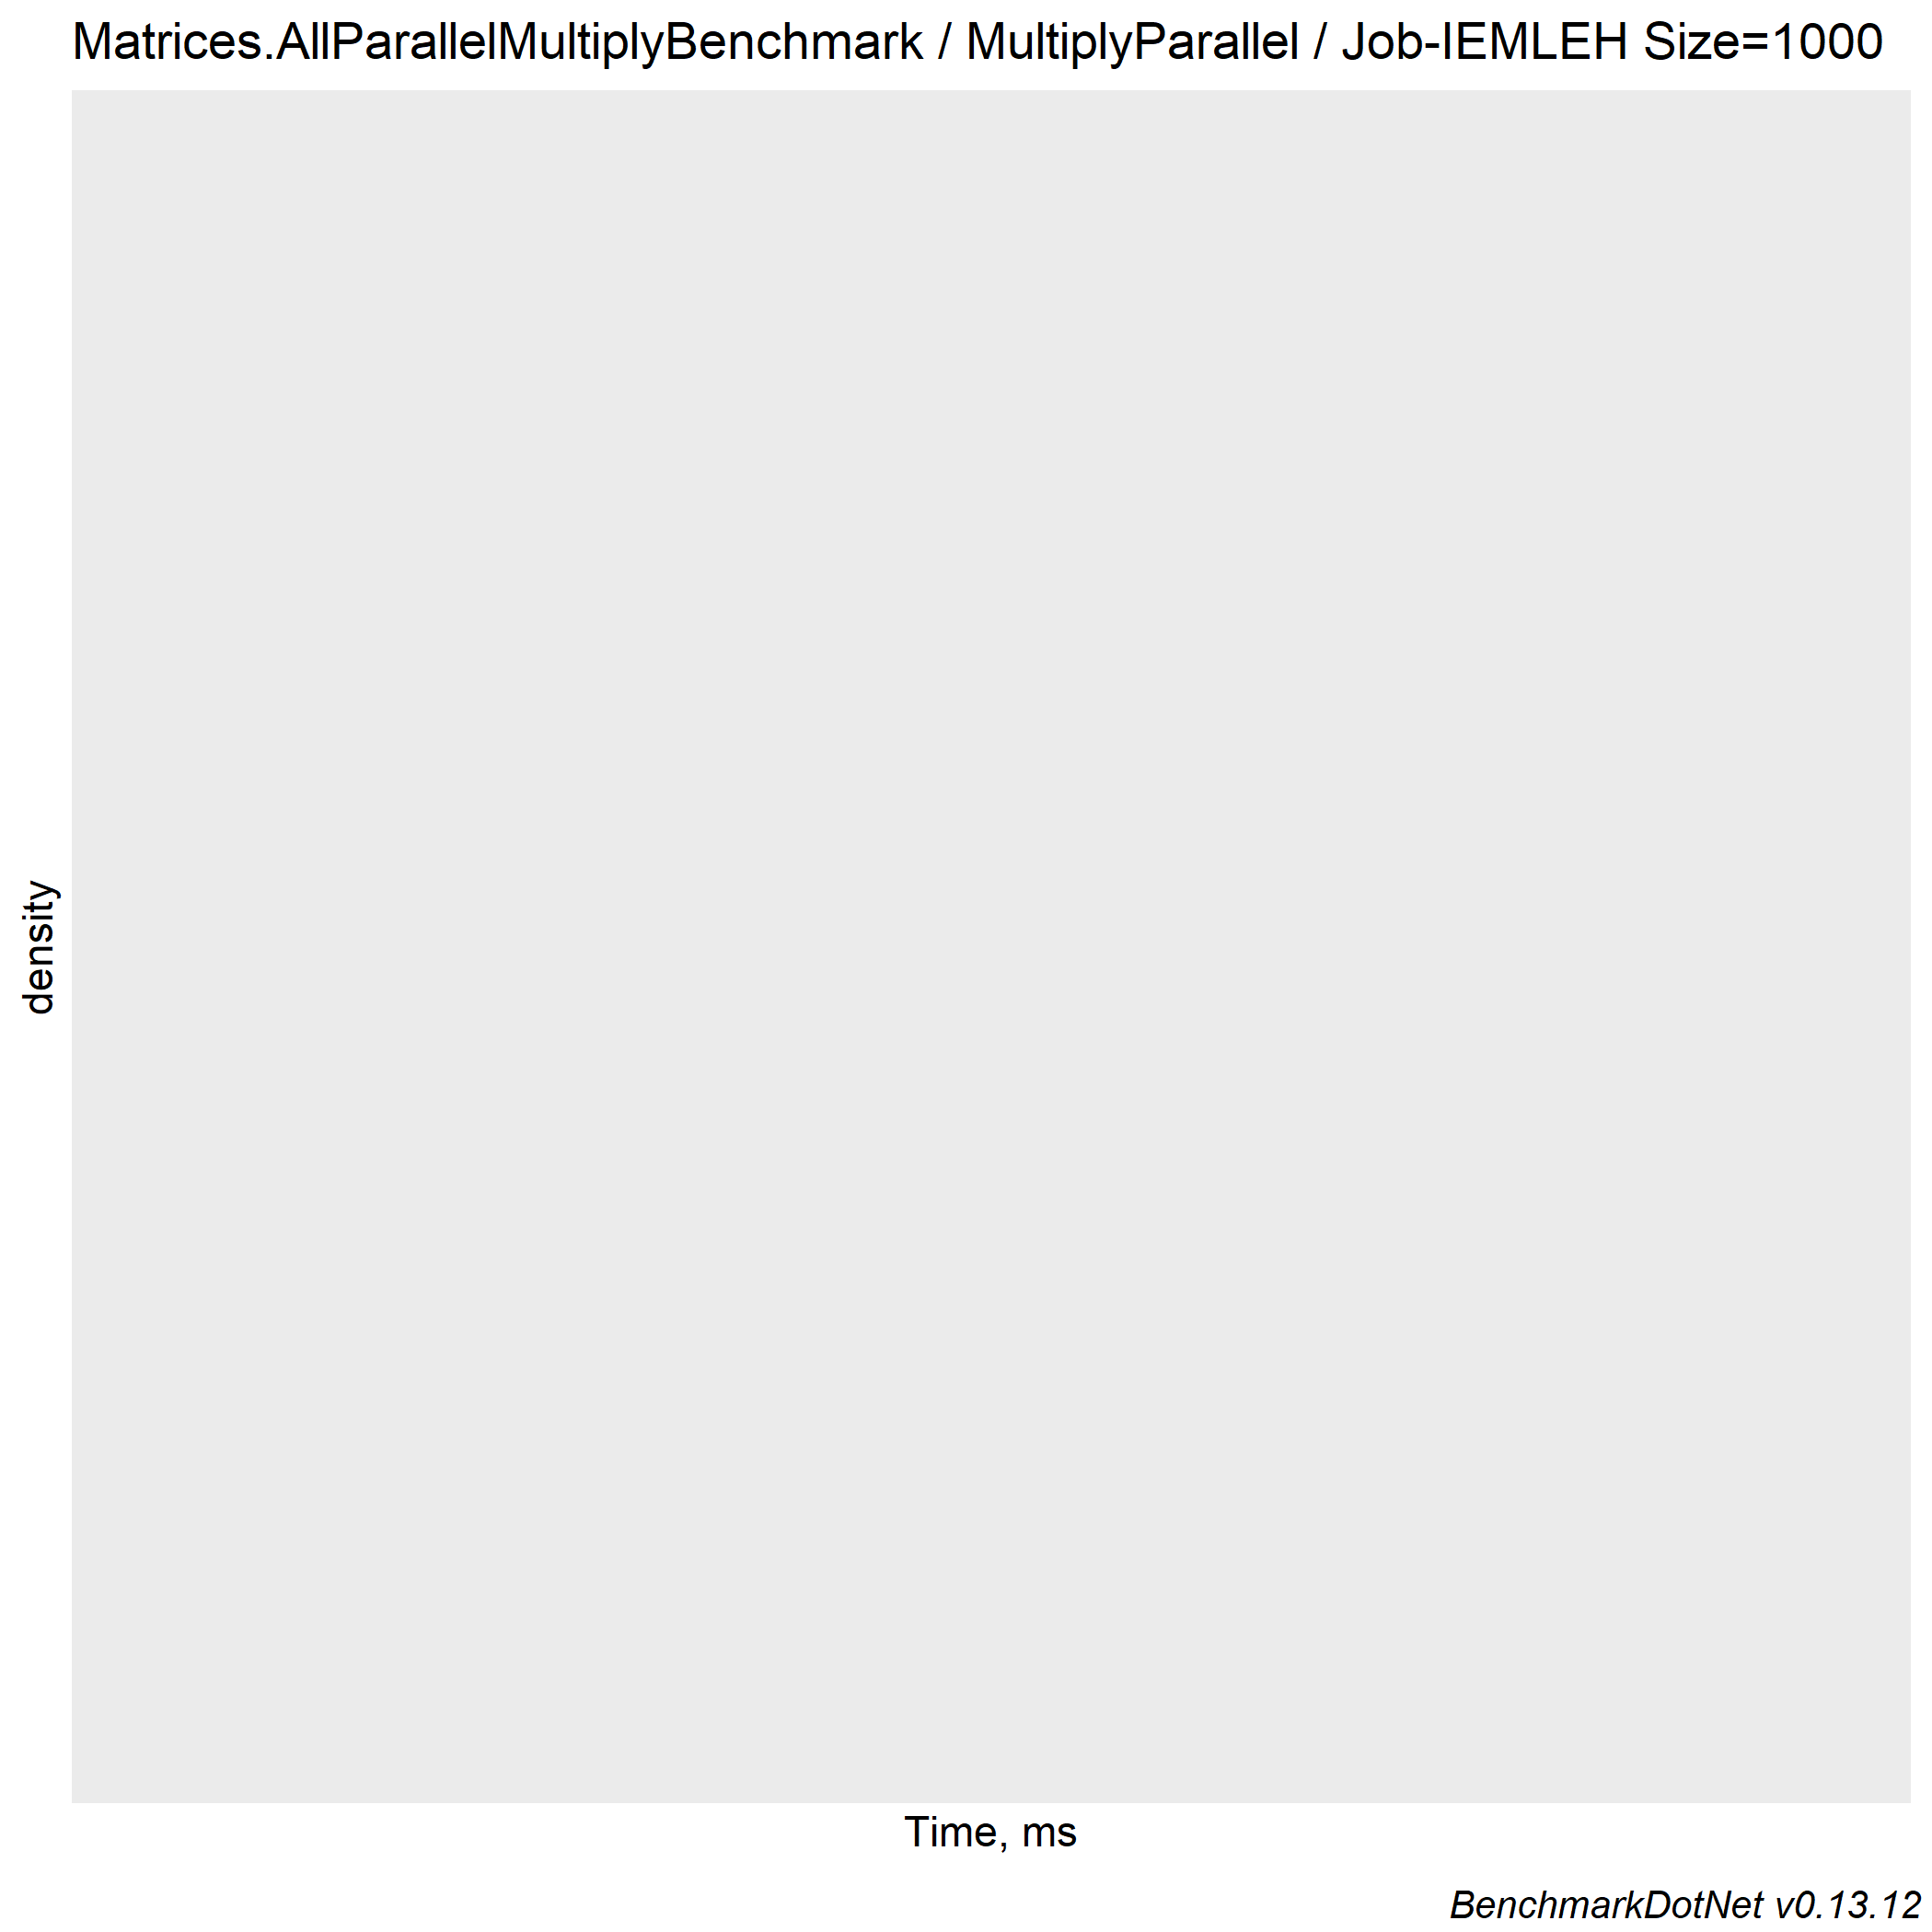 Matrices.AllParallelMultiplyBenchmark / MultiplyParallel / Job-IEMLEH Size=1000
density
Time, ms
BenchmarkDotNet v0.13.12